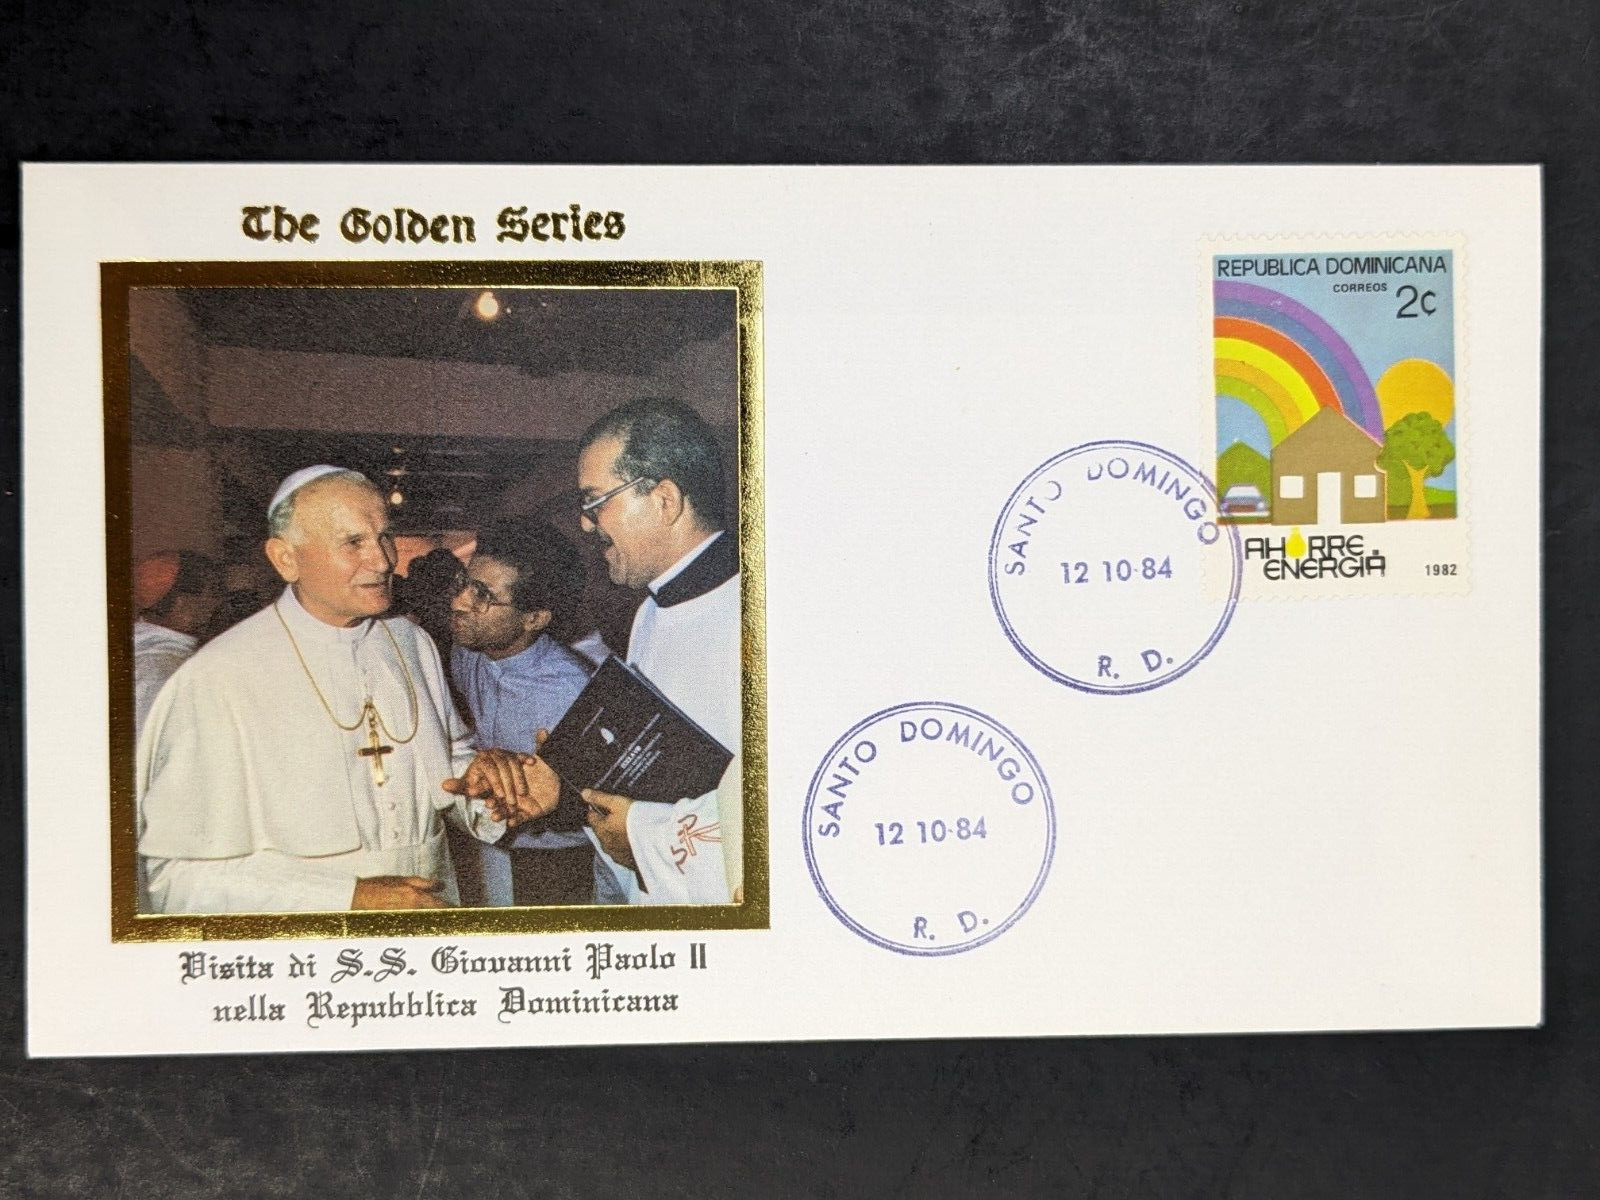 The Golden Series
REPUBLICA DOMINICANA
CORREOS
2¢
AHORRE
ENERGIA
1982
SANTO DOMINGO
12 10·84
R. D.
SANTO DOMINGO
12 10·84
R. D.
Visita di S.S. Giovanni Paolo II
nella Repubblica Dominicana